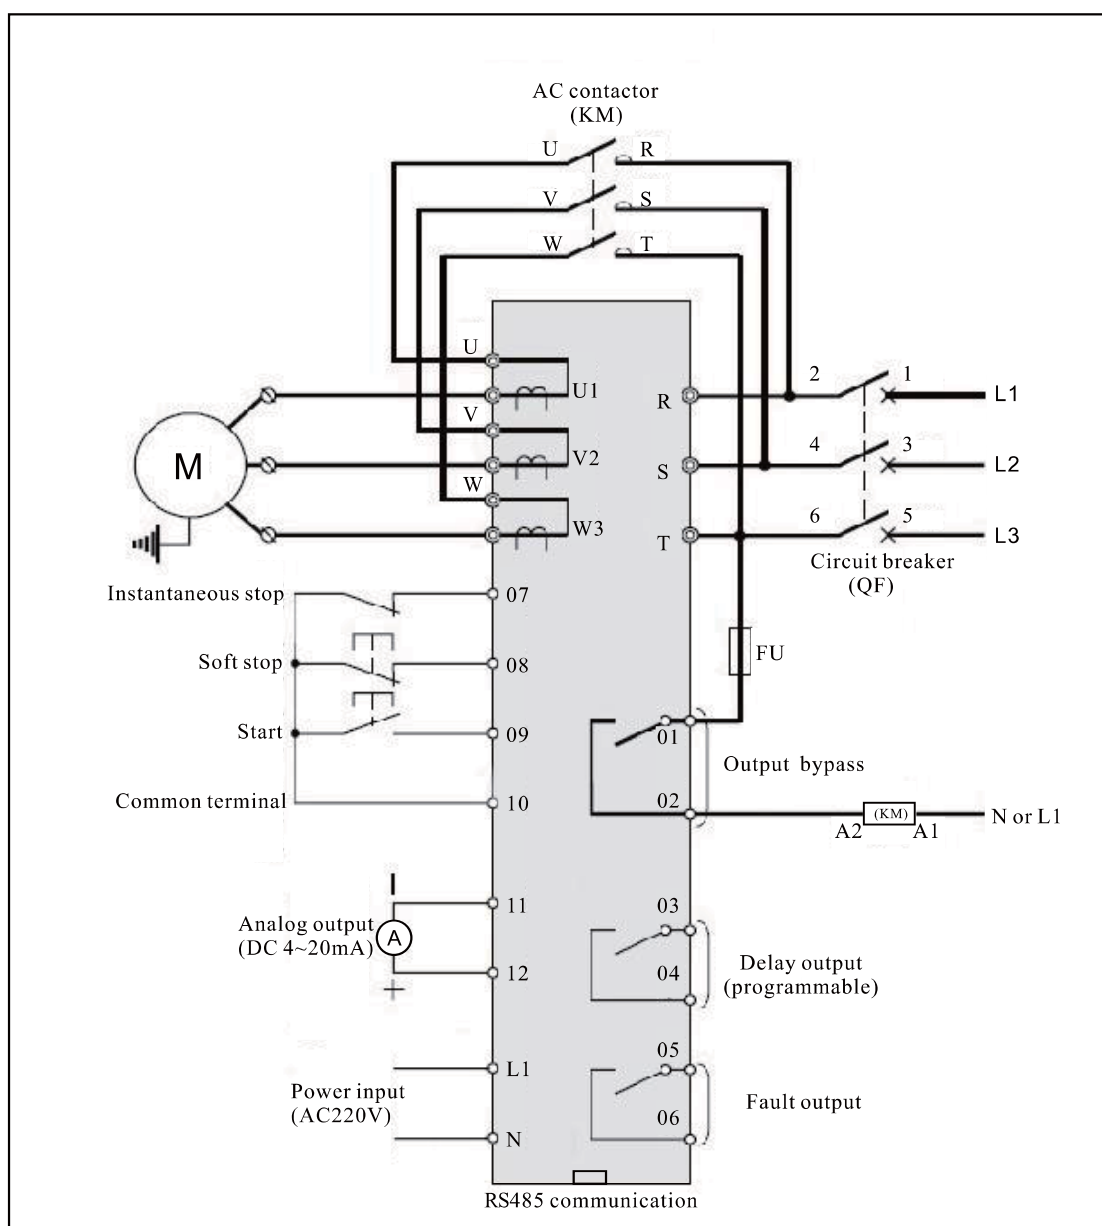 AC contactor
(KM)
U R
V S
W T
U
U1
V
V2
W
W3
M
R
S
T
2 1
L1
4 3
L2
6 5
L3
Circuit breaker
(QF)
Instantaneous stop
07
Soft stop
08
Start
09
Common terminal
10
FU
01
Output bypass
02
(KM)
A2 A1
N or L1
11
Analog output
(DC 4~20mA)
A
12
+
03
04
Delay output
(programmable)
05
06
Fault output
L1
Power input
(AC220V)
N
RS485 communication